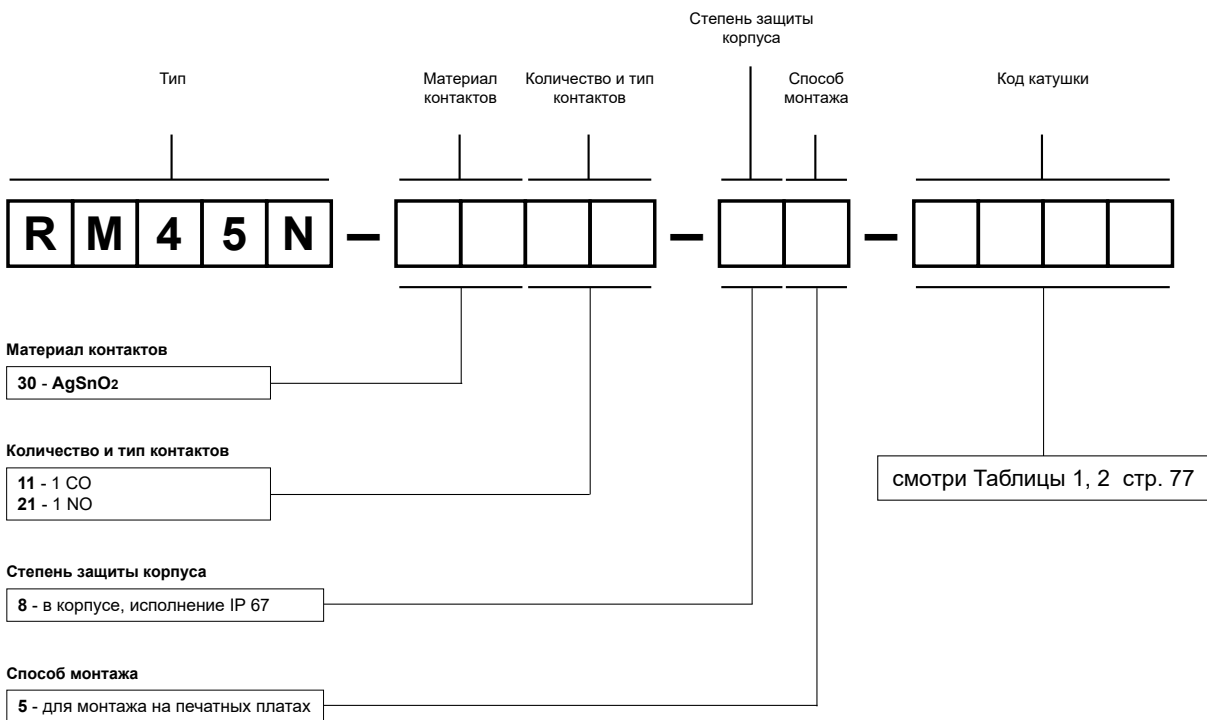 Степень защиты
корпуса
Тип
Материал
контактов
Количество и тип
контактов
Способ
монтажа
Код катушки
R M 4 5 N – – –
Материал контактов
30 - AgSnO2
Количество и тип контактов
11 - 1 CO
21 - 1 NO
смотри Таблицы 1, 2 стр. 77
Степень защиты корпуса
8 - в корпусе, исполнение IP 67
Способ монтажа
5 - для монтажа на печатных платах